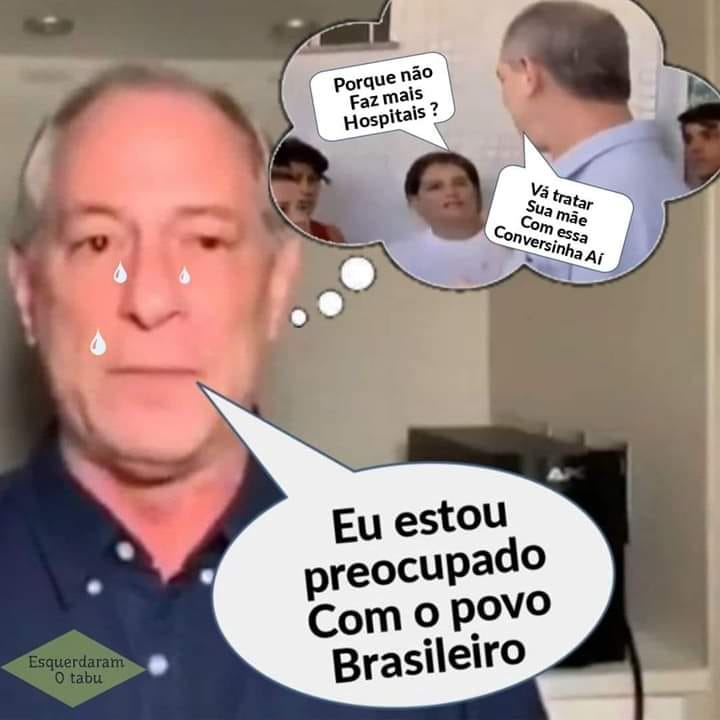 Porque não
Faz mais
Hospitais ?
Vá tratar
Sua mãe
Com essa
Conversinha Aí
Eu estou
preocupado
Com o povo
Brasileiro
Esquerdaram
O tabu